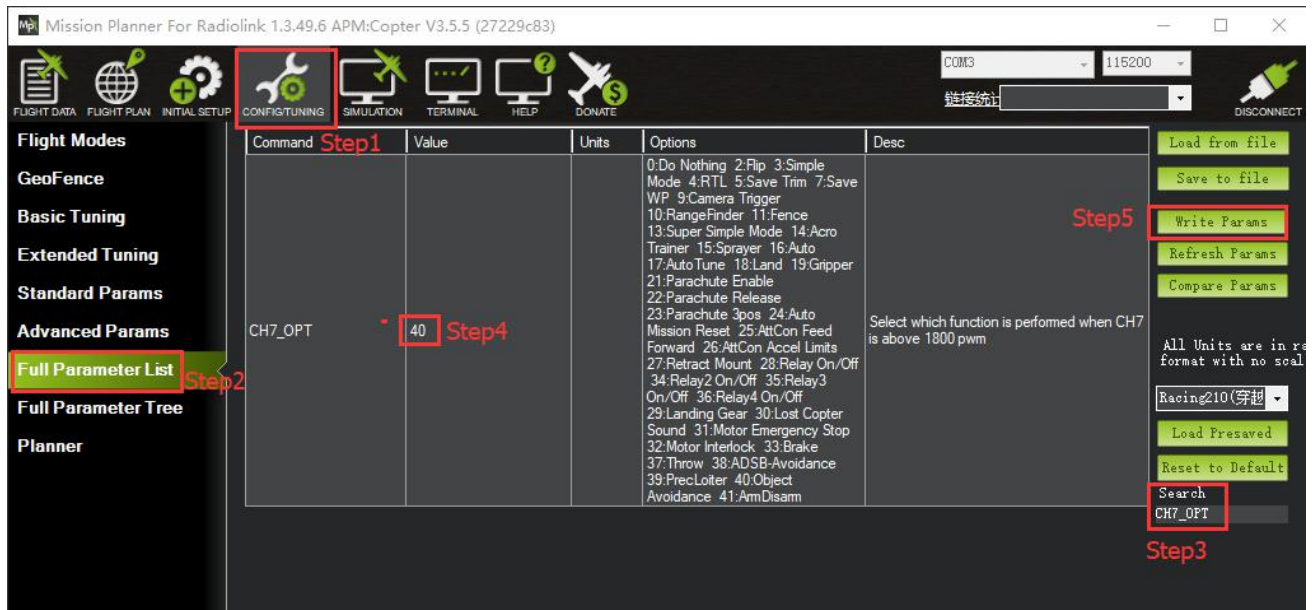 Mission Planner For Radiolink 1.3.49.6 APM:Copter V3.5.5 (27229c83)
COM3
115200
链接统计
FLIGHT DATA
FLIGHT PLAN
INITIAL SETUP
CONFIG/TUNING
SIMULATION
TERMINAL
HELP
DONATE
DISCONNECT
Flight Modes
GeoFence
Basic Tuning
Extended Tuning
Standard Params
Advanced Params
Full Parameter List
Step2
Full Parameter Tree
Planner
Command
Step1
Value
Units
Options
Desc
CH7_OPT
40
Step4
0:Do Nothing 2:Flip 3:Simple
Mode 4:RTL 5:Save Trim 7:Save
WP 9:Camera Trigger
10:RangeFinder 11:Fence
13:Super Simple Mode 14:Acro
Trainer 15:Sprayer 16:Auto
17:AutoTune 18:Land 19:Gripper
21:Parachute Enable
22:Parachute Release
23:Parachute 3pos 24:Auto
Mission Reset 25:AttCon Feed
Forward 26:AttCon Accel Limits
27:Retract Mount 28:Relay On/Off
34:Relay2 On/Off 35:Relay3
On/Off 36:Relay4 On/Off
29:Landing Gear 30:Lost Copter
Sound 31:Motor Emergency Stop
32:Motor Interlock 33:Brake
37:Throw 38:ADSB-Avoidance
39:PrecLoiter 40:Object
Avoidance 41:ArmDisarm
Select which function is performed when CH7
is above 1800 pwm
Load from file
Save to file
Step5
Write Params
Refresh Params
Compare Params
All Units are in ra
format with no scal
Racing210(穿越
Load Presaved
Reset to Default
Search
CH7_OPT
Step3